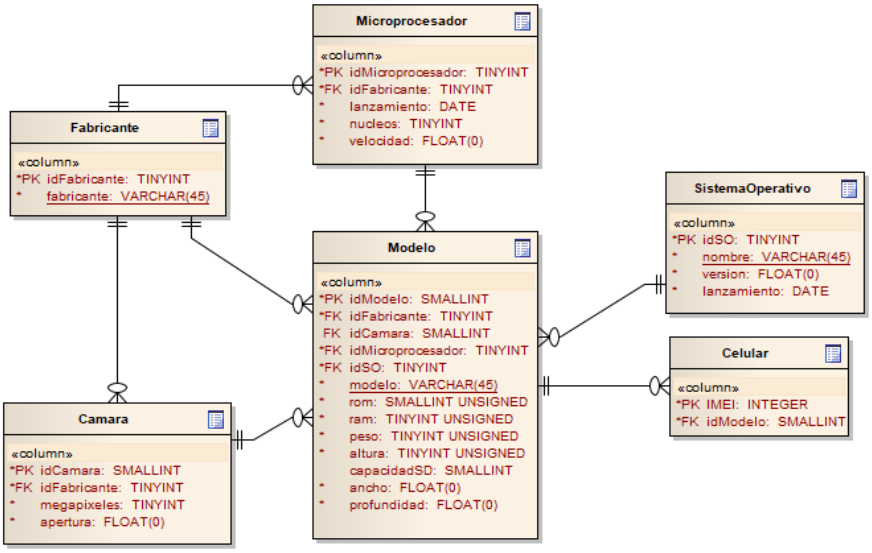 Microprocesador
«column»
*PK idMicroprocesador: TINYINT
*FK idFabricante: TINYINT
* lanzamiento: DATE
* nucleos: TINYINT
* velocidad: FLOAT(0)
Fabricante
«column»
*PK idFabricante: TINYINT
* fabricante: VARCHAR(45)
SistemaOperativo
«column»
*PK idSO: TINYINT
* nombre: VARCHAR(45)
* version: FLOAT(0)
* lanzamiento: DATE
Modelo
«column»
*PK idModelo: SMALLINT
*FK idFabricante: TINYINT
FK idCamara: SMALLINT
*FK idMicroprocesador: TINYINT
*FK idSO: TINYINT
* modelo: VARCHAR(45)
* rom: SMALLINT UNSIGNED
* ram: TINYINT UNSIGNED
* peso: TINYINT UNSIGNED
* altura: TINYINT UNSIGNED
capacidadSD: SMALLINT
* ancho: FLOAT(0)
* profundidad: FLOAT(0)
Celular
«column»
*PK IMEI: INTEGER
*FK idModelo: SMALLINT
Camara
«column»
*PK idCamara: SMALLINT
*FK idFabricante: TINYINT
* megapixeles: TINYINT
* apertura: FLOAT(0)